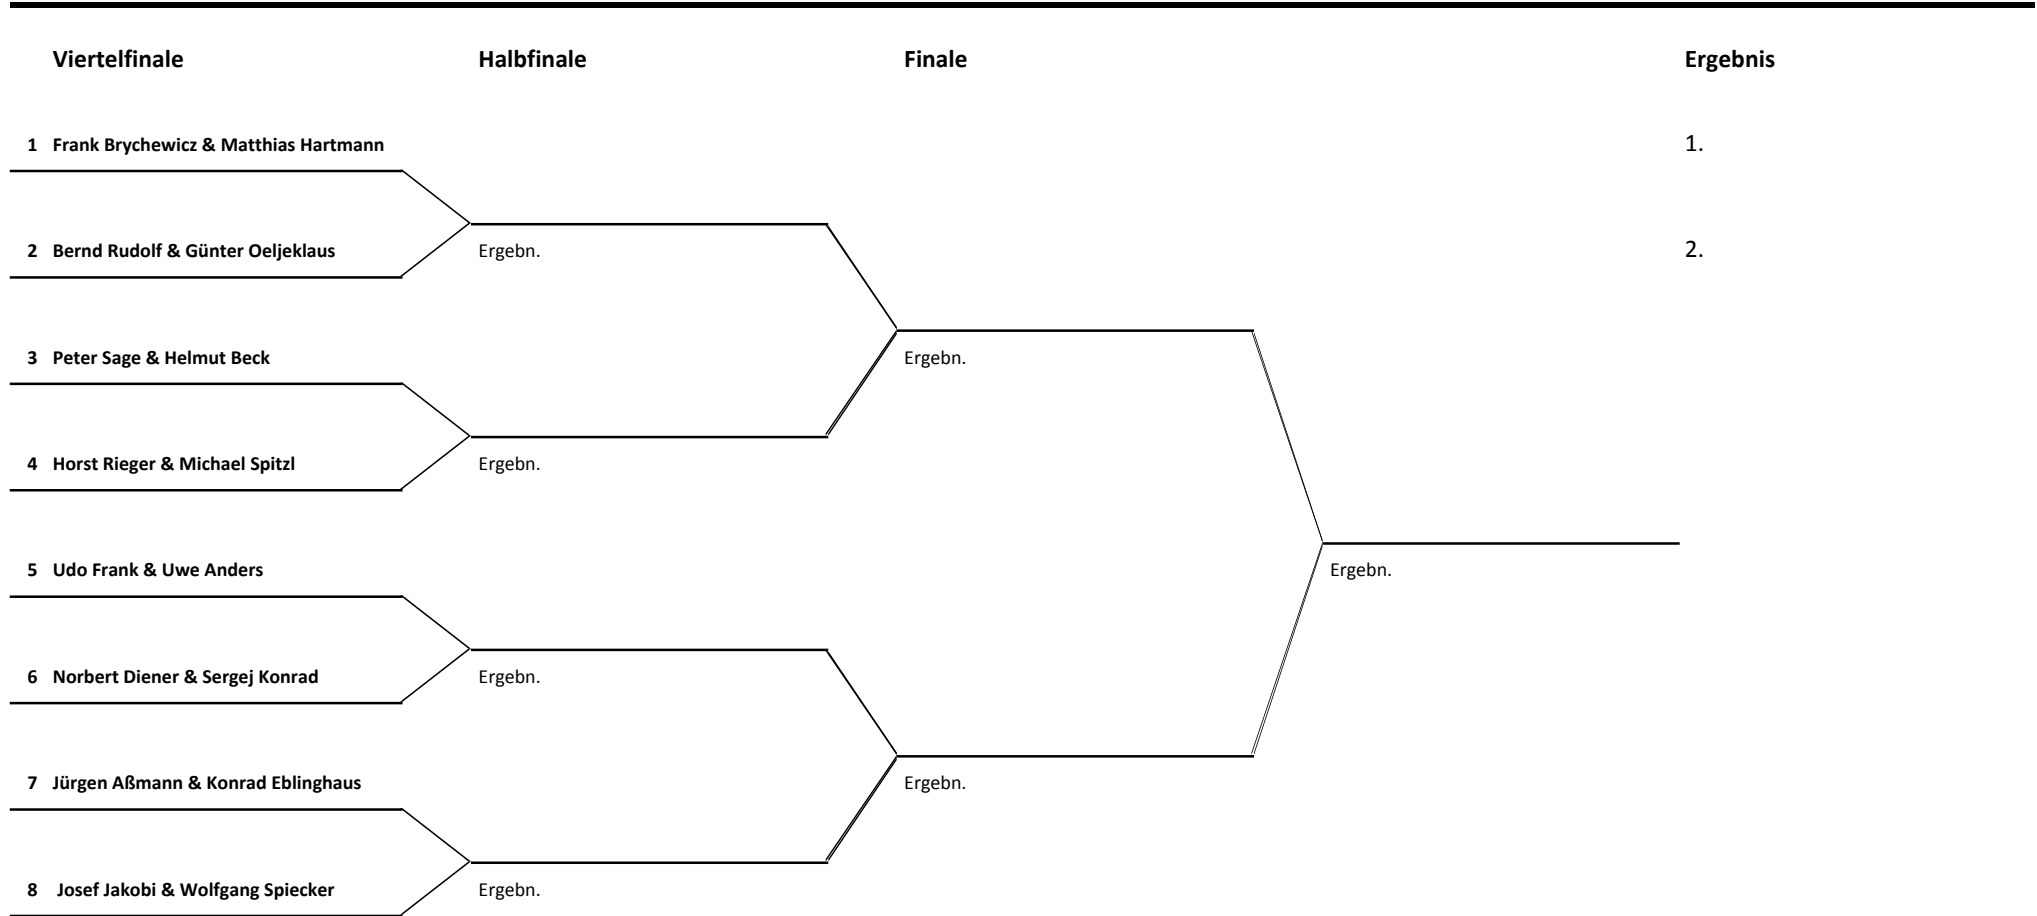 Viertelfinale Halbfinale Finale Ergebnis
1 Frank Brychewicz & Matthias Hartmann 1.
2 Bernd Rudolf & Günter Oeljeklaus Ergebn. 2.
3 Peter Sage & Helmut Beck Ergebn.
4 Horst Rieger & Michael Spitzl Ergebn.
5 Udo Frank & Uwe Anders Ergebn.
6 Norbert Diener & Sergej Konrad Ergebn.
7 Jürgen Aßmann & Konrad Eblinghaus Ergebn.
8 Josef Jakobi & Wolfgang Spiecker Ergebn.